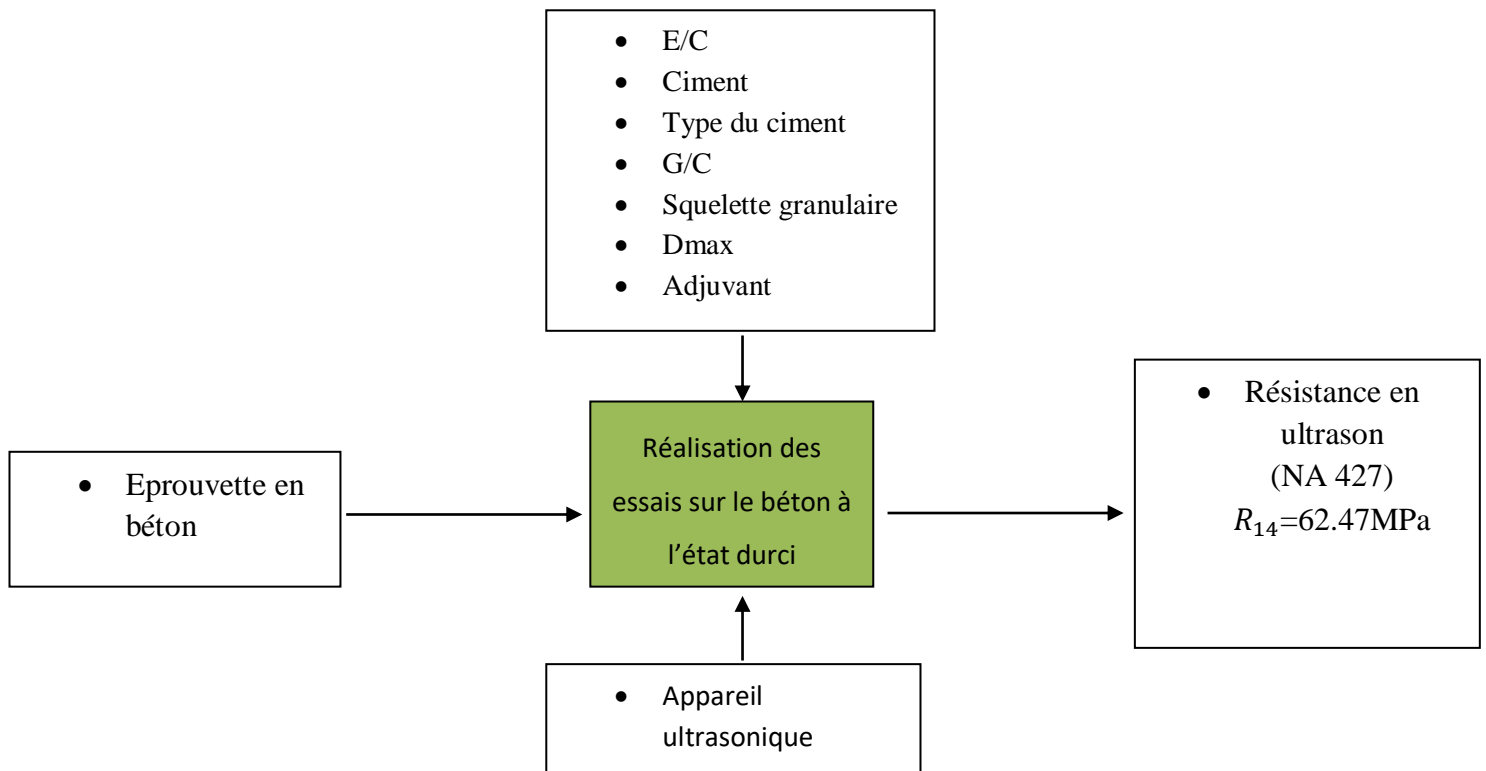 • E/C
• Ciment
• Type du ciment
• G/C
• Squelette granulaire
• Dmax
• Adjuvant
• Eprouvette en
béton
Réalisation des
essais sur le béton à
l’état durci
• Résistance en
ultrason
(NA 427)
R₁₄=62.47MPa
• Appareil
ultrasonique